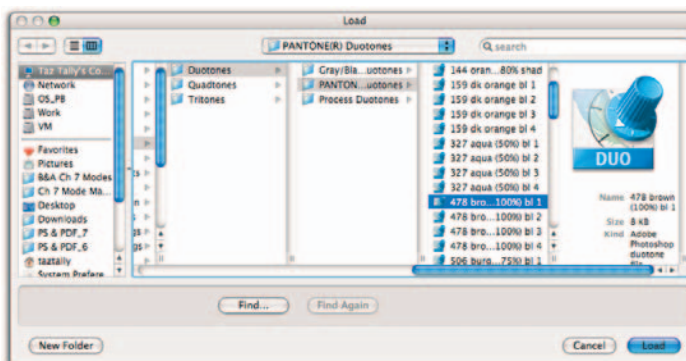 Load
PANTONE(R) Duotones
search
Taz Tally's Co...
Network
OS_PB
Work
VM
Favorites
Pictures
B&A Ch 7 Modes
Ch 7 Mode Ma...
Desktop
Downloads
PS & PDF_7
PS & PDF_6
taztally
System Prefere
Duotones
Quadtones
Tritones
Gray/Bla...uotones
PANTON...uotones
Process Duotones
144 oran...80% shad
159 dk orange bl 1
159 dk orange bl 2
159 dk orange bl 3
159 dk orange bl 4
327 aqua (50%) bl 1
327 aqua (50%) bl 2
327 aqua (50%) bl 3
327 aqua (50%) bl 4
478 bro...100%) bl 1
478 bro...100%) bl 2
478 bro...100%) bl 3
478 bro...100%) bl 4
506 burg...75%) bl 1
DUO
Name 478 brown
(100%) bl 1
Size 8 KB
Kind Adobe
Photoshop
duotone
Find...
Find Again
New Folder
Cancel
Load